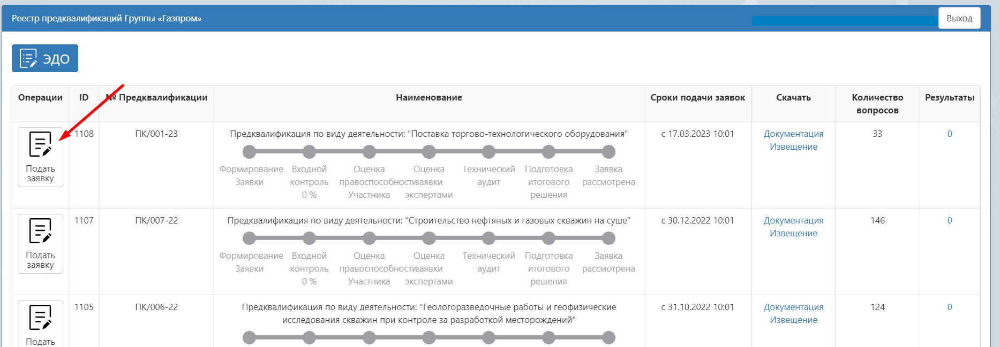 Реестр предквалификаций Группы «Газпром»
Выход
ЭДО
Операции
ID
№ Предквалификации
Наименование
Сроки подачи заявок
Скачать
Количество
вопросов
Результаты
Подать
заявку
1108
ПК/001-23
Предквалификация по виду деятельности: "Поставка торгово-технологического оборудования"
Формирование
Заявки
Входной
контроль
0 %
Оценка
правоспособности
Участника
Оценка
заявки
экспертами
Технический
аудит
Подготовка
итогового
решения
Заявка
рассмотрена
с 17.03.2023 10:01
Документация
Извещение
33
0
Подать
заявку
1107
ПК/007-22
Предквалификация по виду деятельности: "Строительство нефтяных и газовых скважин на суше"
Формирование
Заявки
Входной
контроль
0 %
Оценка
правоспособности
Участника
Оценка
заявки
экспертами
Технический
аудит
Подготовка
итогового
решения
Заявка
рассмотрена
с 30.12.2022 10:01
Документация
Извещение
146
0
Подать
1105
ПК/006-22
Предквалификация по виду деятельности: "Геологоразведочные работы и геофизические
исследования скважин при контроле за разработкой месторождений"
с 31.10.2022 10:01
Документация
Извещение
124
0